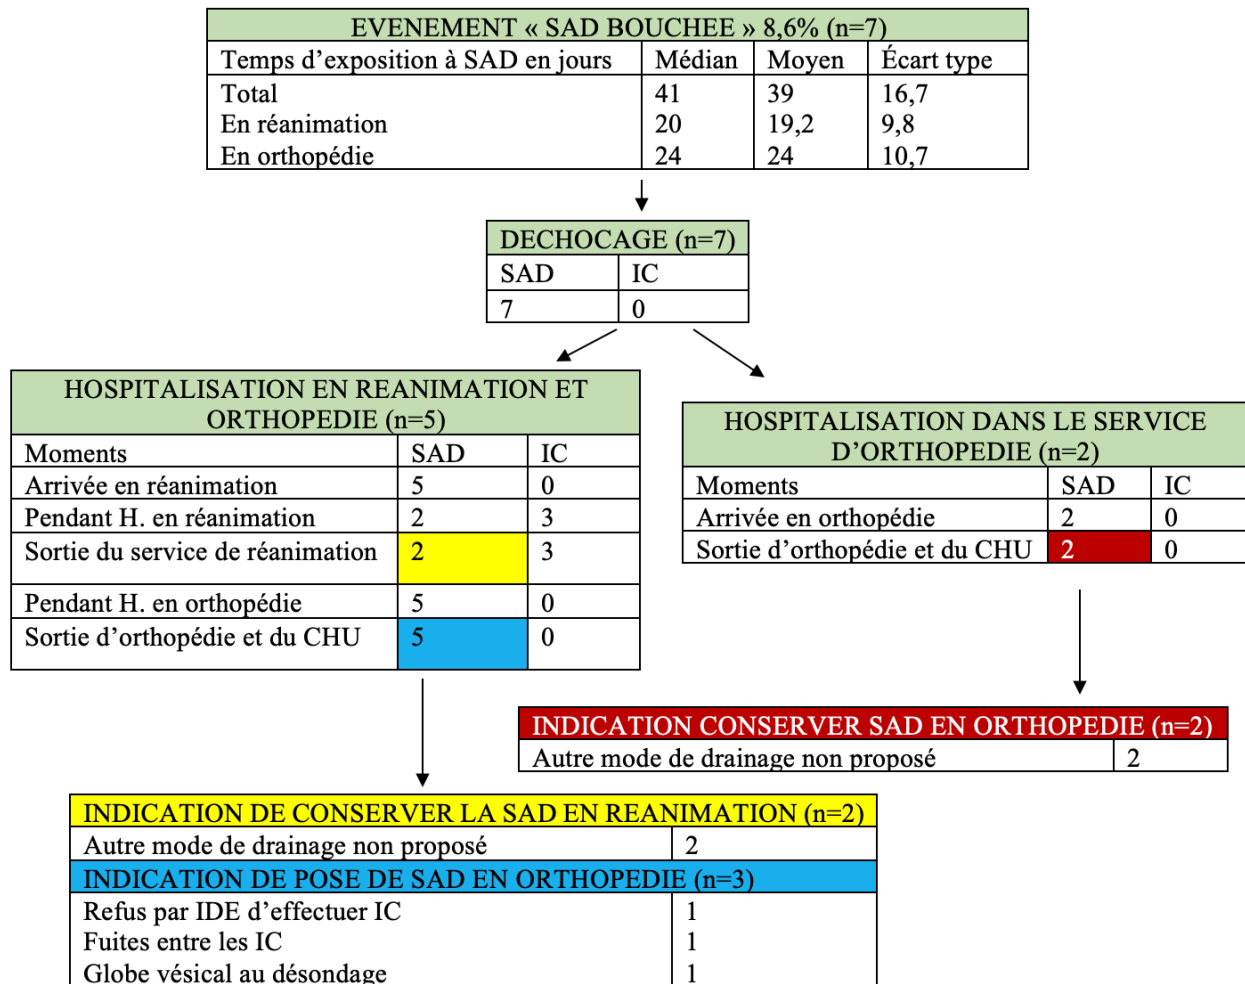 EVENEMENT « SAD BOUCHEE » 8,6% (n=7)
Temps d’exposition à SAD en jours Médian Moyen Écart type
Total 41 39 16,7
En réanimation 20 19,2 9,8
En orthopédie 24 24 10,7
DECHOCAGE (n=7)
SAD IC
7 0
HOSPITALISATION EN REANIMATION ET
ORTHOPEDIE (n=5)
Moments SAD IC
Arrivée en réanimation 5 0
Pendant H. en réanimation 2 3
Sortie du service de réanimation 2 3
Pendant H. en orthopédie 5 0
Sortie d’orthopédie et du CHU 5 0
HOSPITALISATION DANS LE SERVICE
D’ORTHOPEDIE (n=2)
Moments SAD IC
Arrivée en orthopédie 2 0
Sortie d’orthopédie et du CHU 2 0
INDICATION CONSERVER SAD EN ORTHOPEDIE (n=2)
Autre mode de drainage non proposé 2
INDICATION DE CONSERVER LA SAD EN REANIMATION (n=2)
Autre mode de drainage non proposé 2
INDICATION DE POSE DE SAD EN ORTHOPEDIE (n=3)
Refus par IDE d’effectuer IC 1
Fuites entre les IC 1
Globe vésical au désondage 1